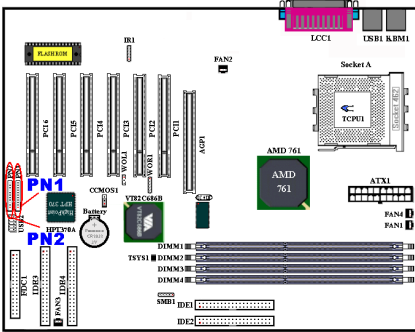 LCC1
USB1 KBM1
IR1
FLASH ROM
FAN2
Socket A
PCI6
PCI5
PCI4
PCI3
PCI2
PCI1
AGP1
Socket 462
TCPU1
WOL1
WOR1
AMD 761
AMD
761
ATX1
PN1
PN2
USB2
HPT370A
CCMOS1
Battery
VT82C686B
VIA
FAN4
FAN1
DIMM1
TSYS1
DIMM2
DIMM3
DIMM4
FDC1
IDE3
FAN3
IDE4
SMB1
IDE1
IDE2